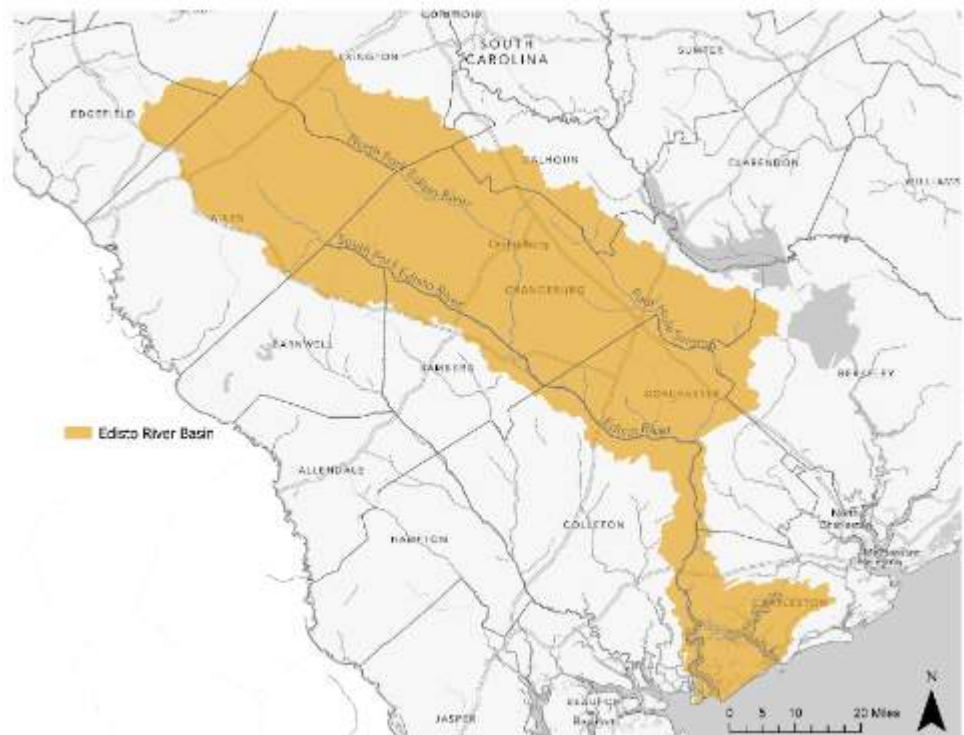 SOUTH
CAROLINA
LEXINGTON
SUMTER
EDGEFIELD
CALHOUN
CLARENDON
North Fork Edisto River
AIKEN
South Fork Edisto River
Orangeburg
ORANGEBURG
BARNWELL
BAMBERG
DORCHESTER
BERKELEY
Edisto River
Edisto River Basin
ALLENDALE
COLLETON
North
Charleston
HAMPTON
CHARLESTON
BEAUFORT
JASPER
N
0 5 10 20 Miles